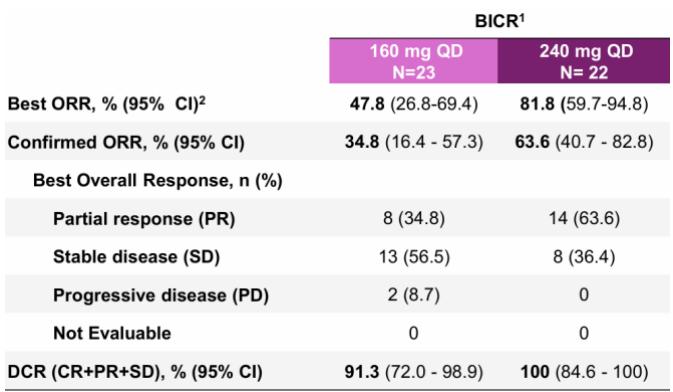 BICR1
160 mg QD 240 mg QD
N=23 N= 22
Best ORR, % (95% CI)2 47.8 (26.8-69.4) 81.8 (59.7-94.8)
Confirmed ORR, % (95% CI) 34.8 (16.4 - 57.3) 63.6 (40.7 - 82.8)
Best Overall Response, n (%)
Partial response (PR) 8 (34.8) 14 (63.6)
Stable disease (SD) 13 (56.5) 8 (36.4)
Progressive disease (PD) 2 (8.7) 0
Not Evaluable 0 0
DCR (CR+PR+SD), % (95% CI) 91.3 (72.0 - 98.9) 100 (84.6 - 100)